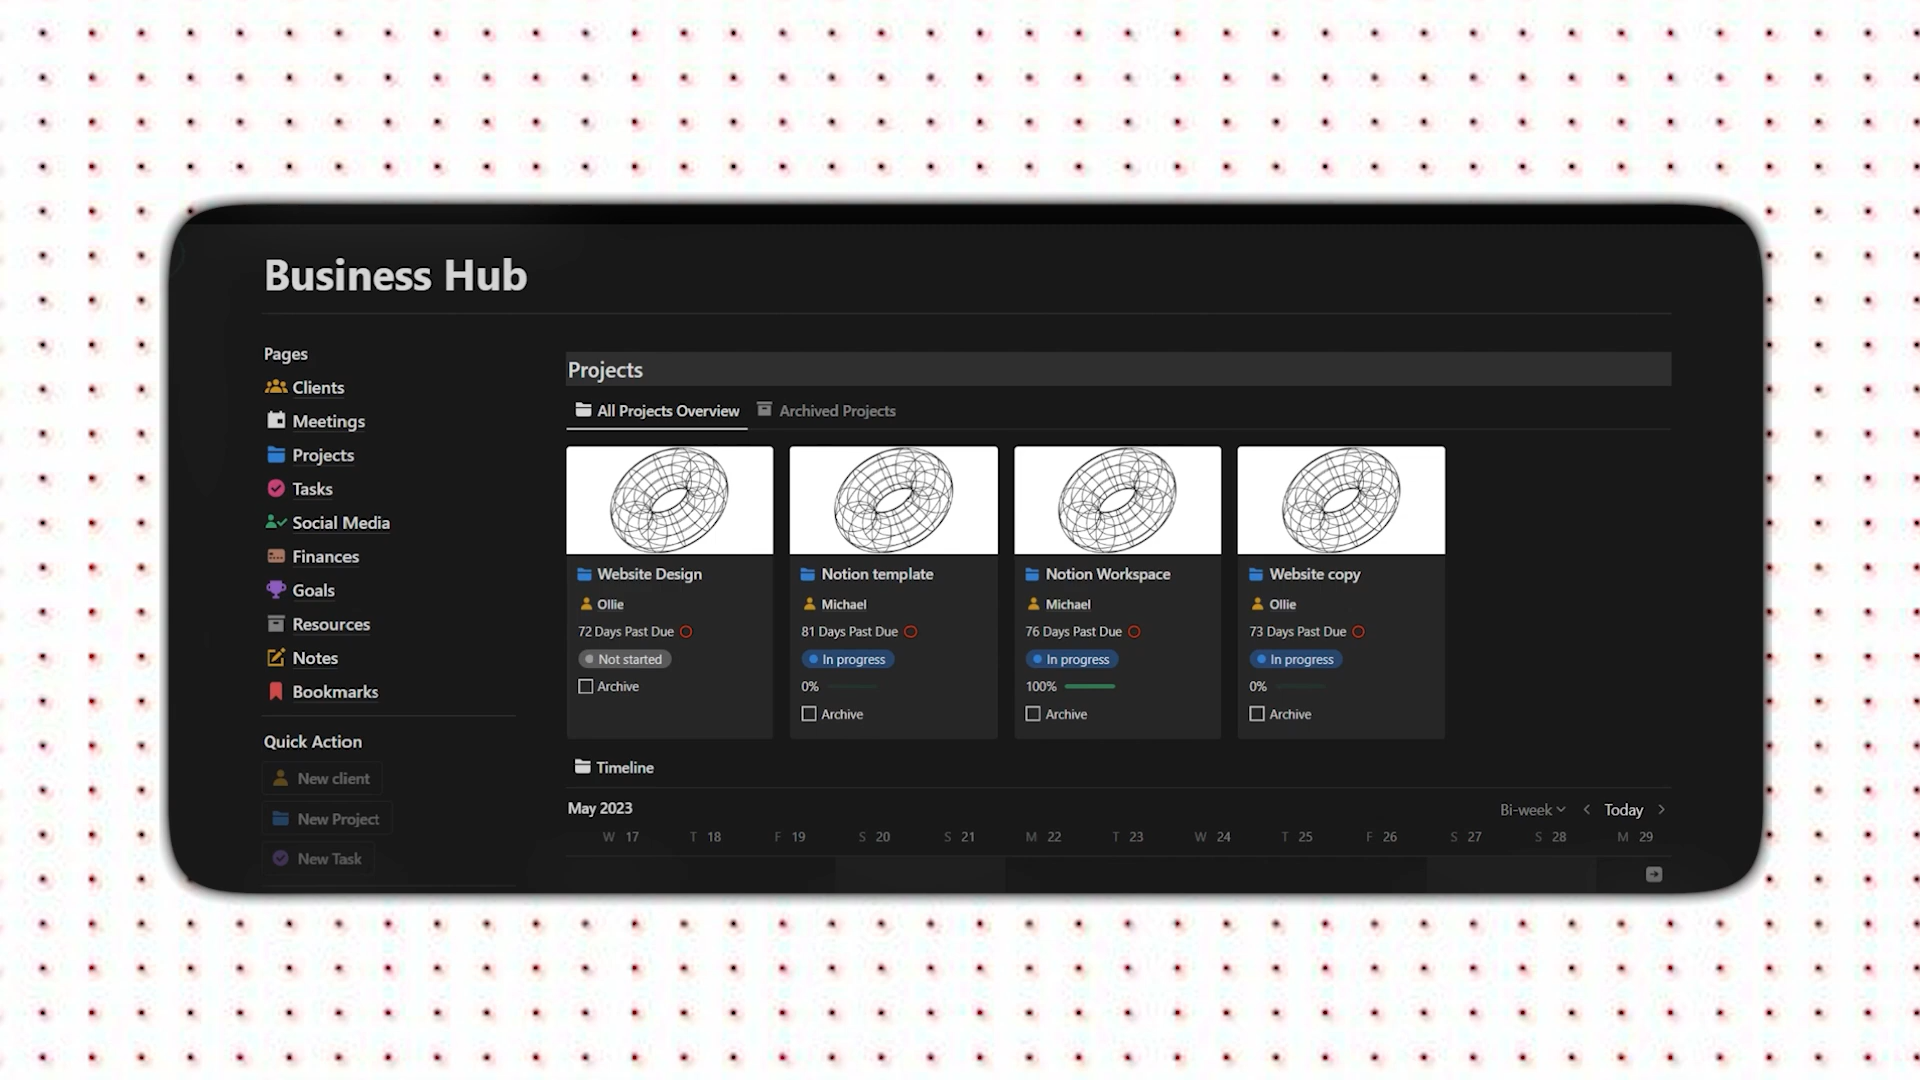 Business Hub
Pages
Clients
Meetings
Projects
Tasks
Social Media
Finances
Goals
Resources
Notes
Bookmarks
Quick Action
New client
New Project
New Task
Projects
All Projects Overview Archived Projects
Website Design
Ollie
72 Days Past Due
Not started
Archive
Notion template
Michael
81 Days Past Due
In progress
0%
Archive
Notion Workspace
Michael
76 Days Past Due
In progress
100%
Archive
Website copy
Ollie
73 Days Past Due
In progress
0%
Archive
Timeline
May 2023 Bi-week Today
W 17 T 18 F 19 S 20 S 21 M 22 T 23 W 24 T 25 F 26 S 27 S 28 M 29